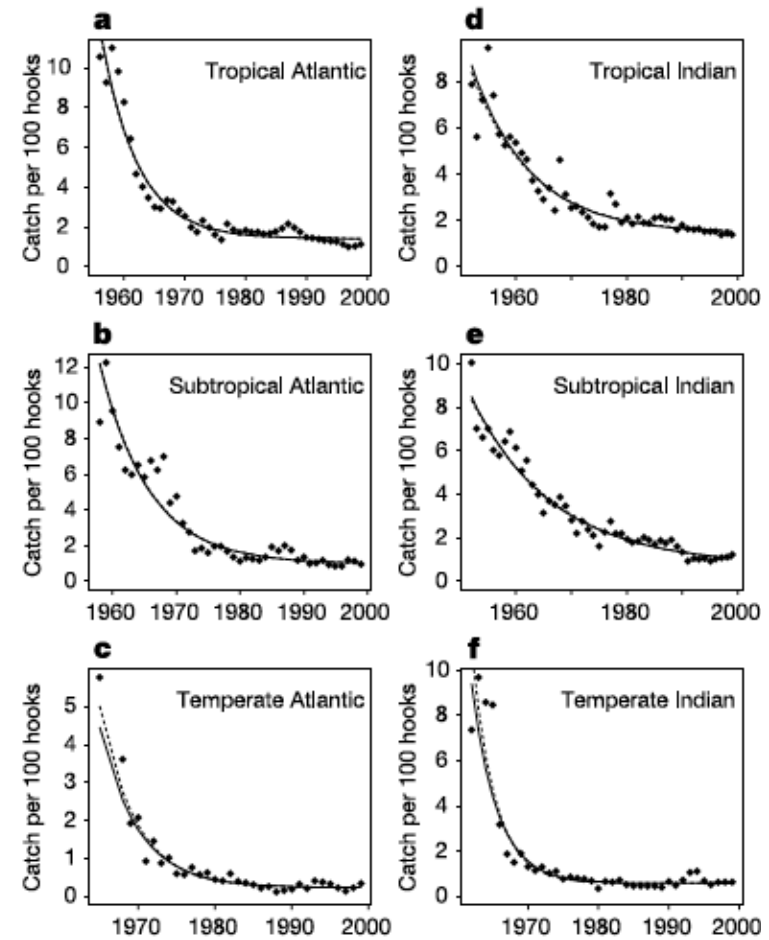 a
Tropical Atlantic
Catch per 100 hooks
10
8
6
4
2
0
1960 1970 1980 1990 2000
b
Subtropical Atlantic
Catch per 100 hooks
12
10
8
6
4
2
0
1960 1970 1980 1990 2000
c
Temperate Atlantic
Catch per 100 hooks
5
4
3
2
1
0
1970 1980 1990 2000
d
Tropical Indian
Catch per 100 hooks
8
6
4
2
0
1960 1980 2000
e
Subtropical Indian
Catch per 100 hooks
10
8
6
4
2
0
1960 1980 2000
f
Temperate Indian
Catch per 100 hooks
10
8
6
4
2
0
1970 1980 1990 2000